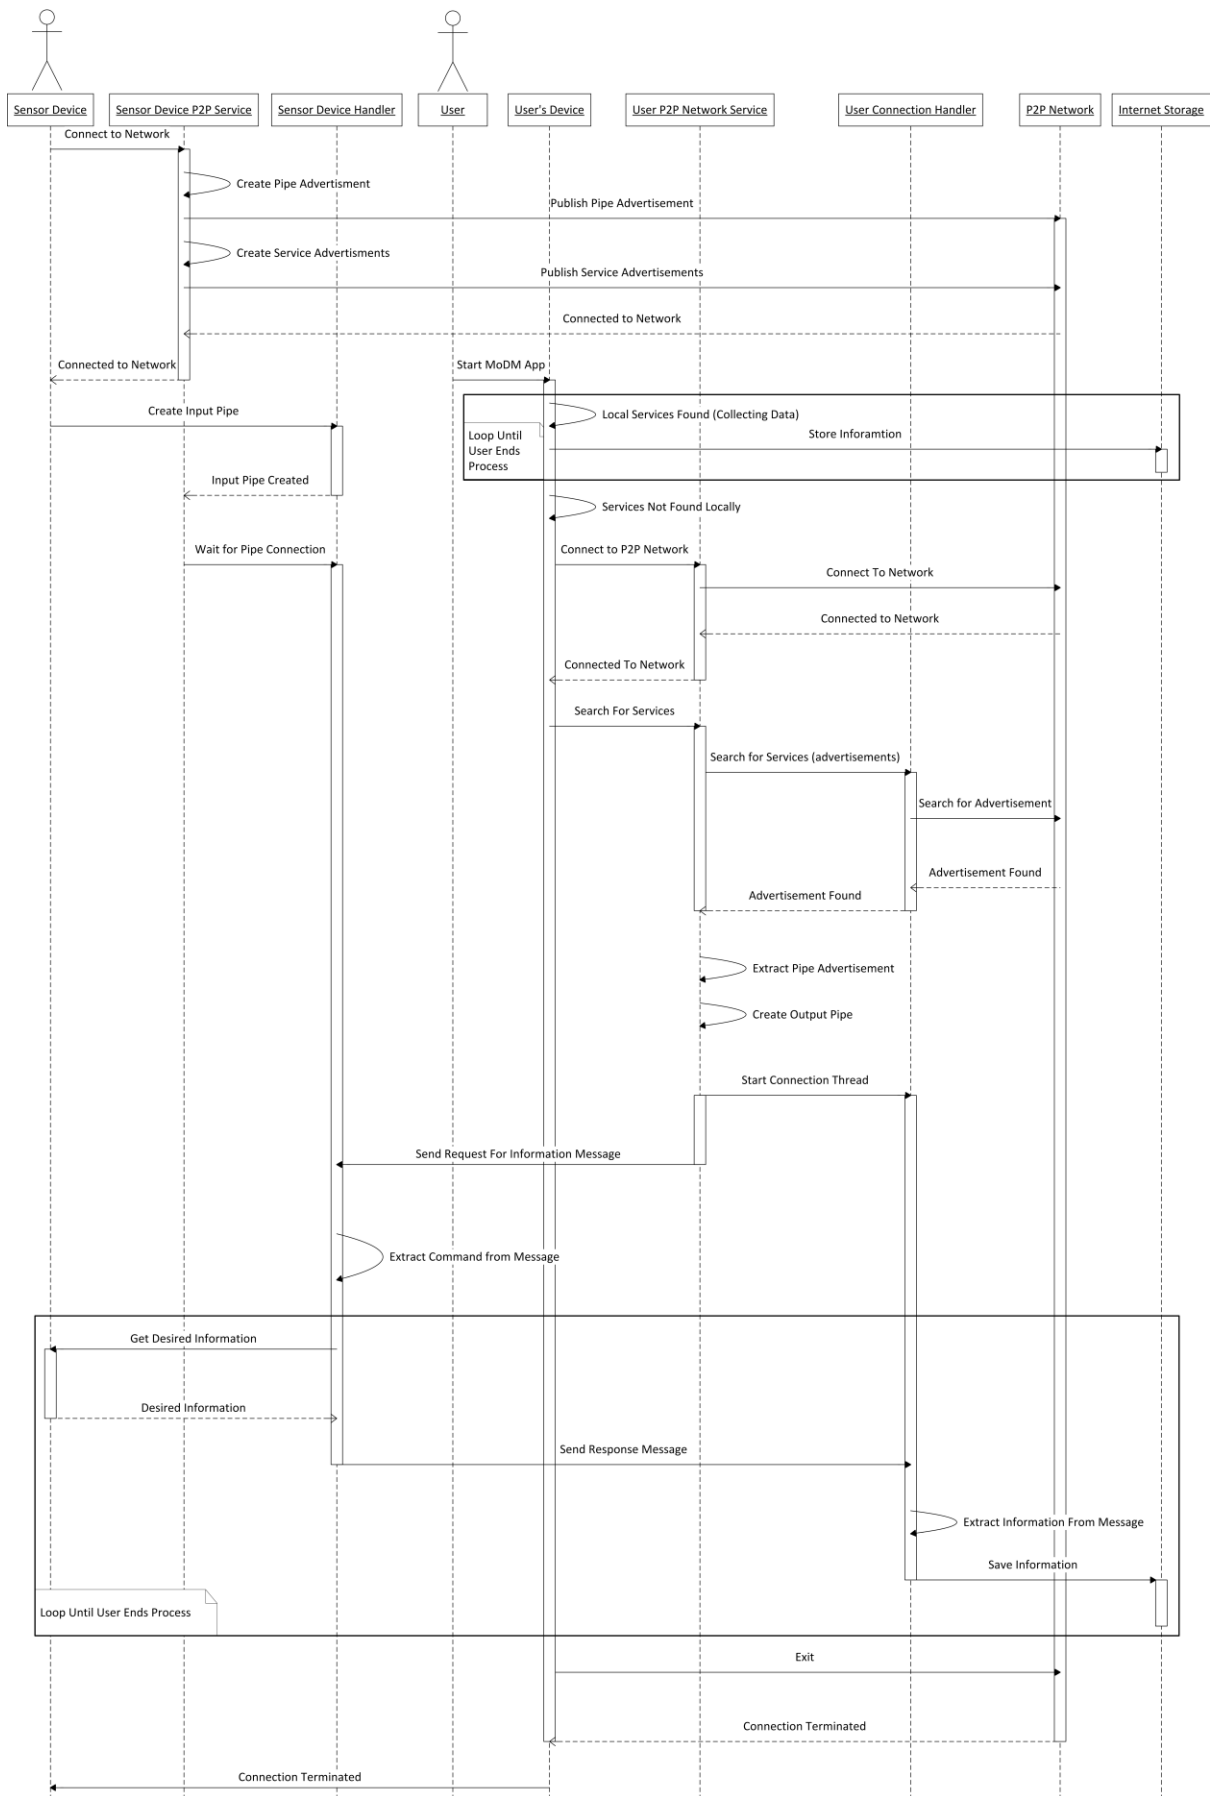 Sensor Device
Sensor Device P2P Service
Sensor Device Handler
User
User's Device
User P2P Network Service
User Connection Handler
P2P Network
Internet Storage
Connect to Network
Create Pipe Advertisment
Publish Pipe Advertisement
Create Service Advertisments
Publish Service Advertisements
Connected to Network
Connected to Network
Start MoDM App
Create Input Pipe
Local Services Found (Collecting Data)
Loop Until
User Ends
Process
Store Inforamtion
Input Pipe Created
Services Not Found Locally
Wait for Pipe Connection
Connect to P2P Network
Connect To Network
Connected to Network
Connected To Network
Search For Services
Search for Services (advertisements)
Search for Advertisement
Advertisement Found
Advertisement Found
Extract Pipe Advertisement
Create Output Pipe
Start Connection Thread
Send Request For Information Message
Extract Command from Message
Get Desired Information
Desired Information
Send Response Message
Extract Information From Message
Save Information
Loop Until User Ends Process
Exit
Connection Terminated
Connection Terminated